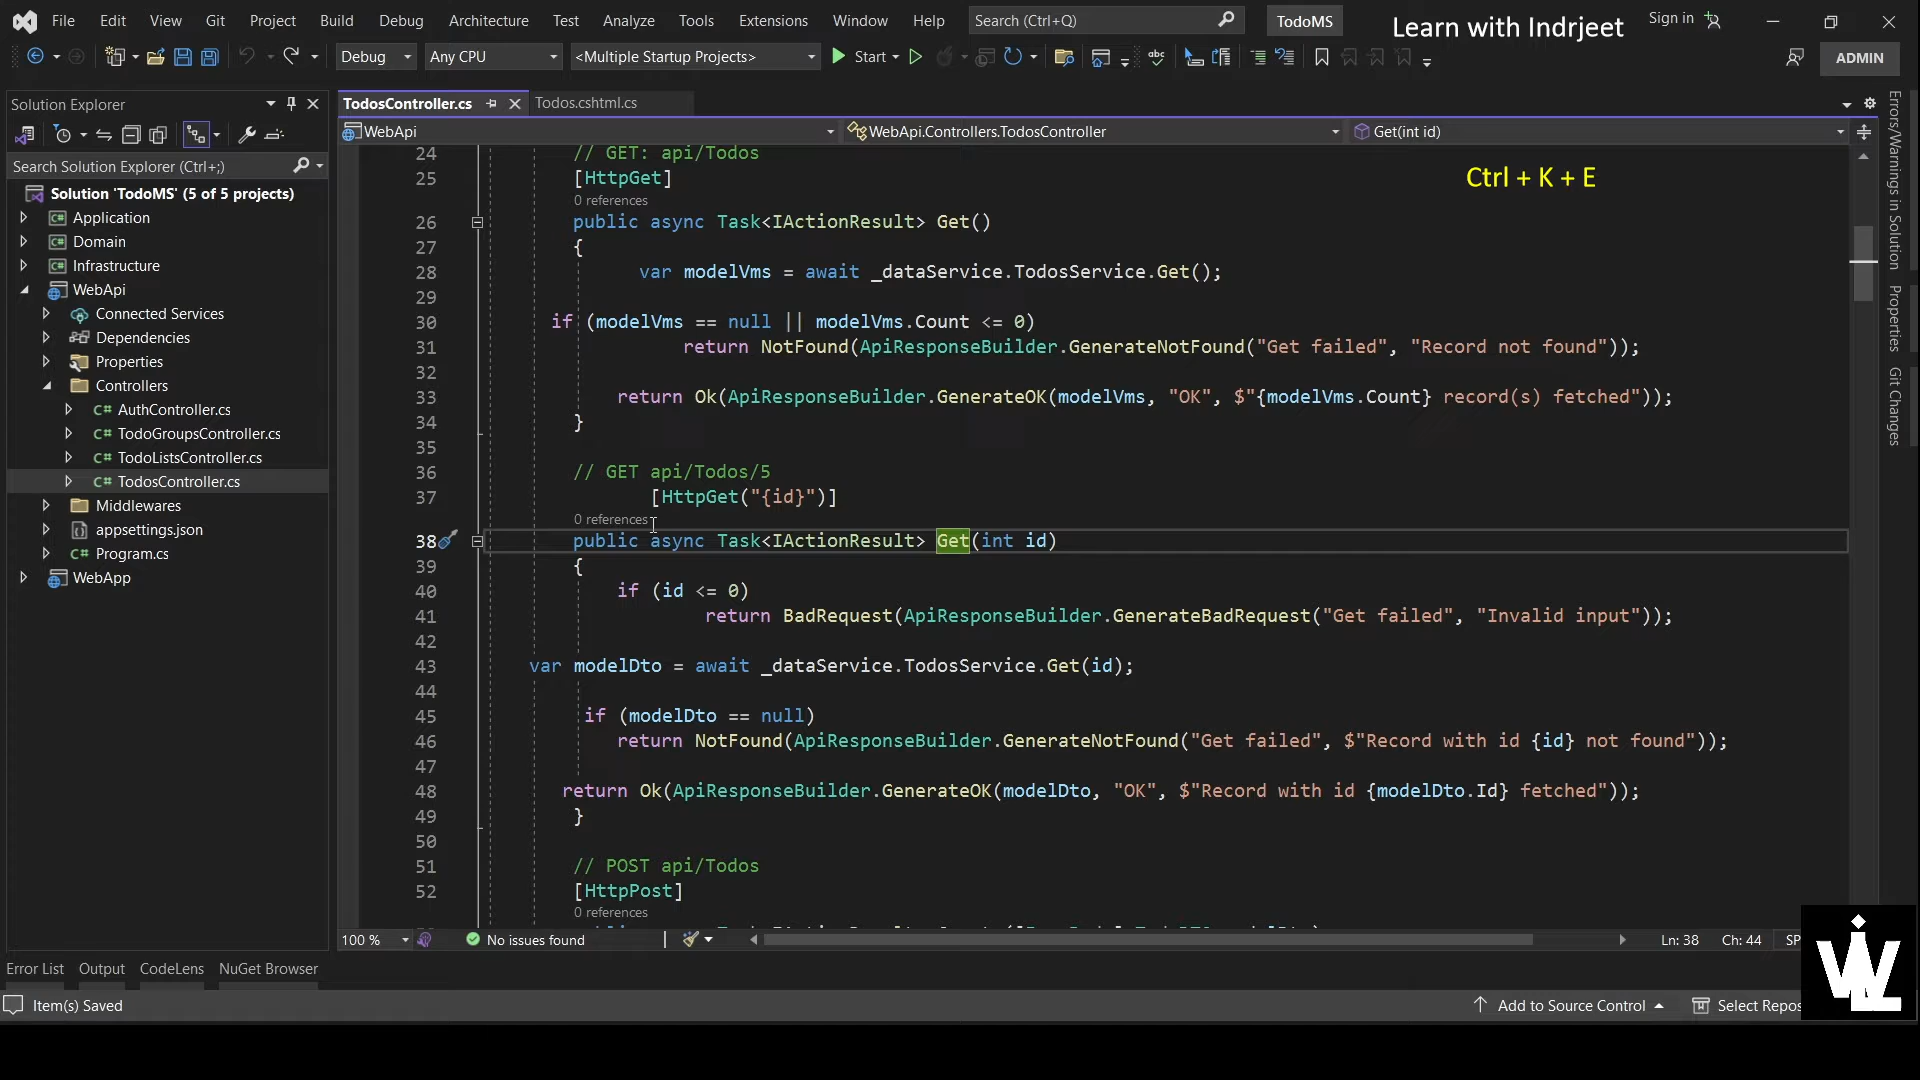 File Edit View Git Project Build Debug Architecture Test Analyze Tools Extensions Window Help Search (Ctrl+Q) TodoMS Learn with Indrjeet Sign in
Debug Any CPU <Multiple Startup Projects> Start ADMIN
Solution Explorer
Search Solution Explorer (Ctrl+;)
Solution 'TodoMS' (5 of 5 projects)
Application
Domain
Infrastructure
WebApi
Connected Services
Dependencies
Properties
Controllers
AuthController.cs
TodoGroupsController.cs
TodoListsController.cs
TodosController.cs
Middlewares
appsettings.json
Program.cs
WebApp
TodosController.cs Todos.cshtml.cs
WebApi WebApi.Controllers.TodosController Get(int id)
Ctrl + K + E
24 // GET: api/Todos
25 [HttpGet]
0 references
26 public async Task<IActionResult> Get()
27 {
28 var modelVms = await _dataService.TodosService.Get();
29
30 if (modelVms == null || modelVms.Count <= 0)
31 return NotFound(ApiResponseBuilder.GenerateNotFound("Get failed", "Record not found"));
32
33 return Ok(ApiResponseBuilder.GenerateOK(modelVms, "OK", $"{modelVms.Count} record(s) fetched"));
34 }
35
36 // GET api/Todos/5
37 [HttpGet("{id}")]
0 references
38 public async Task<IActionResult> Get(int id)
39 {
40 if (id <= 0)
41 return BadRequest(ApiResponseBuilder.GenerateBadRequest("Get failed", "Invalid input"));
42
43 var modelDto = await _dataService.TodosService.Get(id);
44
45 if (modelDto == null)
46 return NotFound(ApiResponseBuilder.GenerateNotFound("Get failed", $"Record with id {id} not found"));
47
48 return Ok(ApiResponseBuilder.GenerateOK(modelDto, "OK", $"Record with id {modelDto.Id} fetched"));
49 }
50
51 // POST api/Todos
52 [HttpPost]
0 references
Errors/Warnings in Solution
Properties
Git Changes
100 % No issues found Ln: 38 Ch: 44
Error List Output CodeLens NuGet Browser
Item(s) Saved Add to Source Control Select Repos